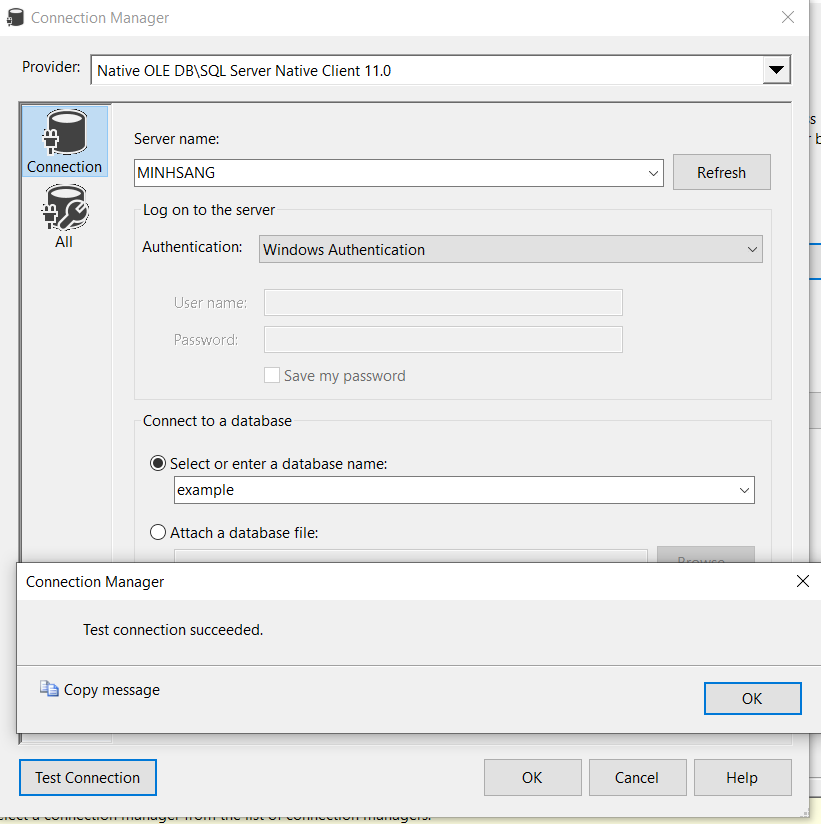 Connection Manager
Provider:
Native OLE DB\SQL Server Native Client 11.0
Connection
All
Server name:
MINHSANG
Refresh
Log on to the server
Authentication:
Windows Authentication
User name:
Password:
Save my password
Connect to a database
Select or enter a database name:
example
Attach a database file:
Connection Manager
Test connection succeeded.
Copy message
OK
Test Connection
OK
Cancel
Help
a connection manager from the list of connection managers.